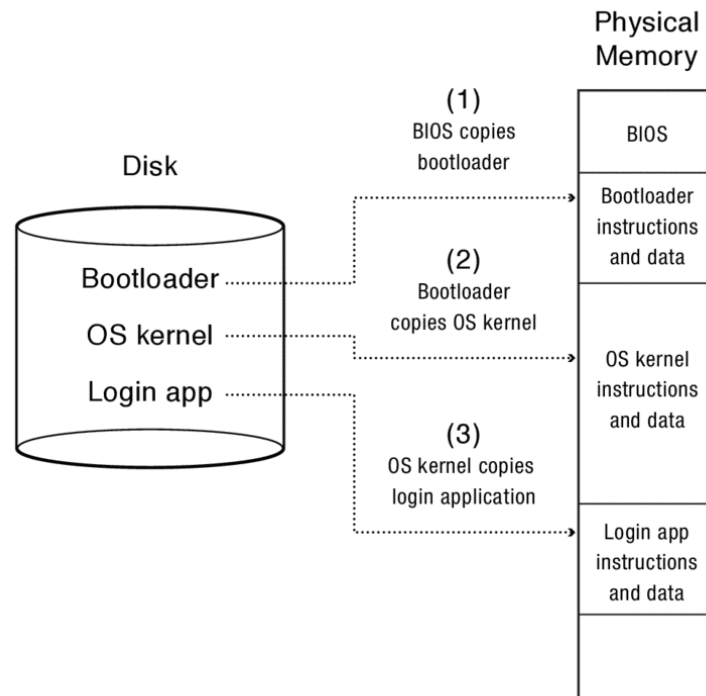 Physical
Memory
(1)
BIOS copies
bootloader
BIOS
Disk
Bootloader
instructions
and data
(2)
Bootloader
copies OS kernel
Bootloader
OS kernel
Login app
OS kernel
instructions
and data
(3)
OS kernel copies
login application
Login app
instructions
and data